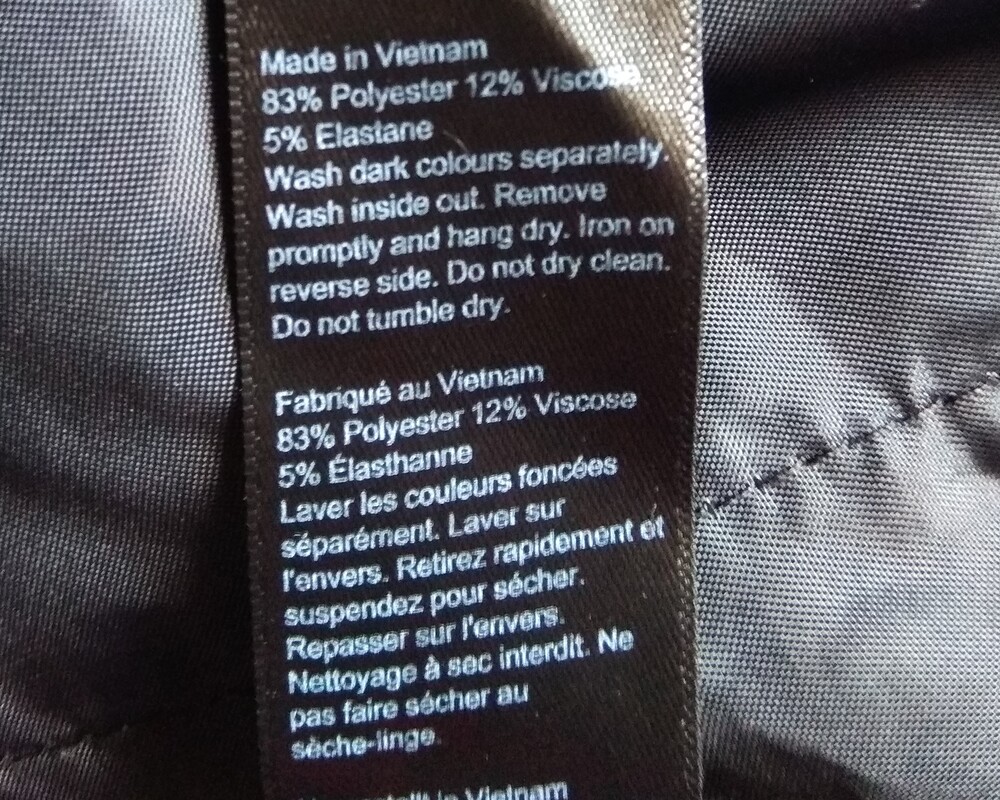 Made in Vietnam
83% Polyester 12% Viscose
5% Elastane
Wash dark colours separately.
Wash inside out. Remove
promptly and hang dry. Iron on
reverse side. Do not dry clean.
Do not tumble dry.
Fabriqué au Vietnam
83% Polyester 12% Viscose
5% Élasthanne
Laver les couleurs foncées
séparément. Laver sur
l'envers. Retirez rapidement et
suspendez pour sécher.
Repasser sur l'envers.
Nettoyage à sec interdit. Ne
pas faire sécher au
sèche-linge.
in Vietnam